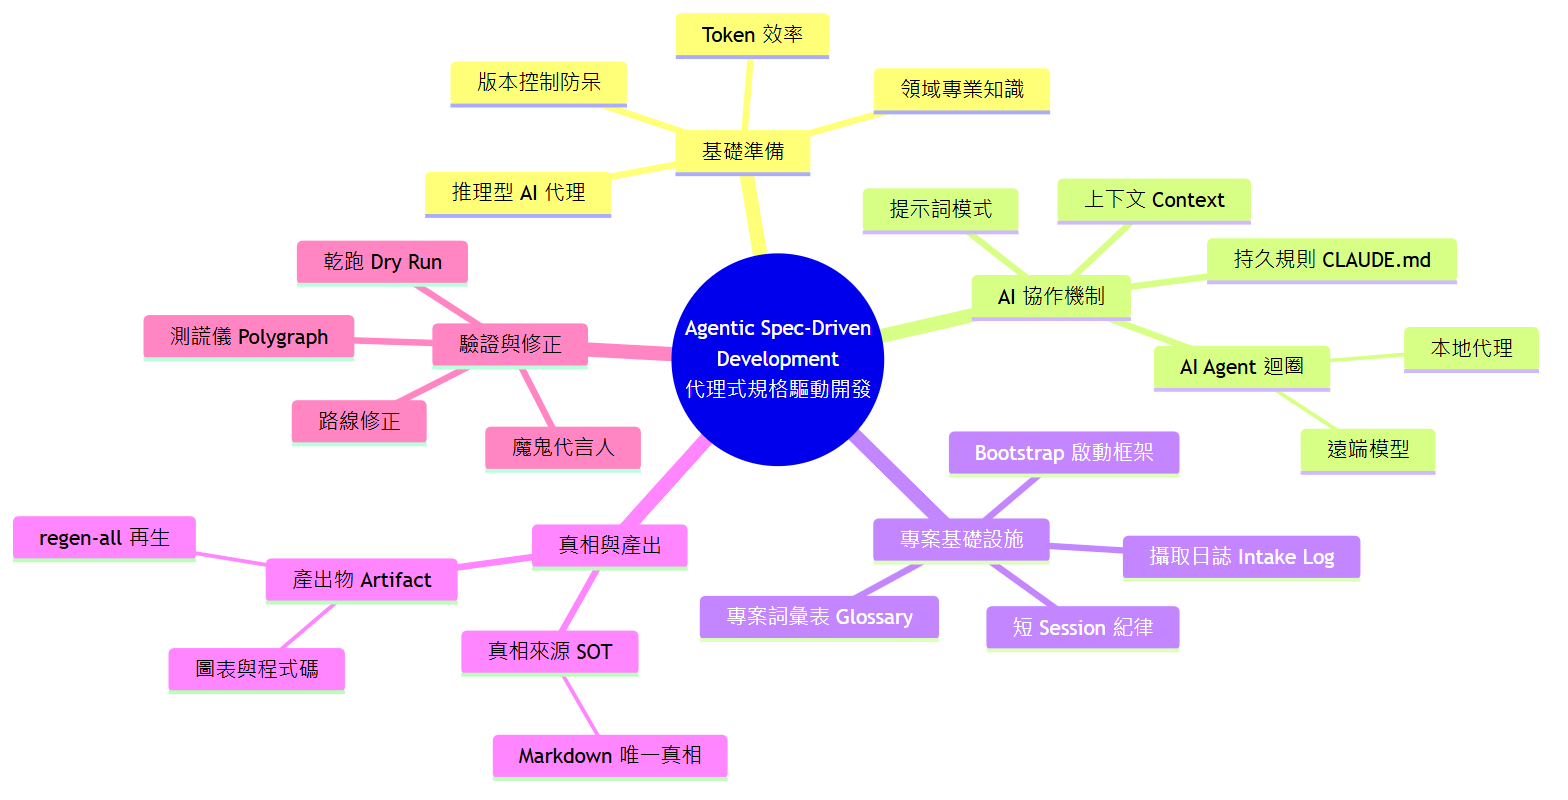 Token 效率
版本控制防呆
領域專業知識
基礎準備
推理型 AI 代理
提示詞模式
上下文 Context
持久規則 CLAUDE.md
AI 協作機制
AI Agent 迴圈
本地代理
遠端模型
乾跑 Dry Run
測謊儀 Polygraph
驗證與修正
路線修正
魔鬼代言人
Agentic Spec-Driven
Development
代理式規格驅動開發
Bootstrap 啟動框架
專案基礎設施
攝取日誌 Intake Log
專案詞彙表 Glossary
短 Session 紀律
regen-all 再生
真相與產出
產出物 Artifact
真相來源 SOT
圖表與程式碼
Markdown 唯一真相